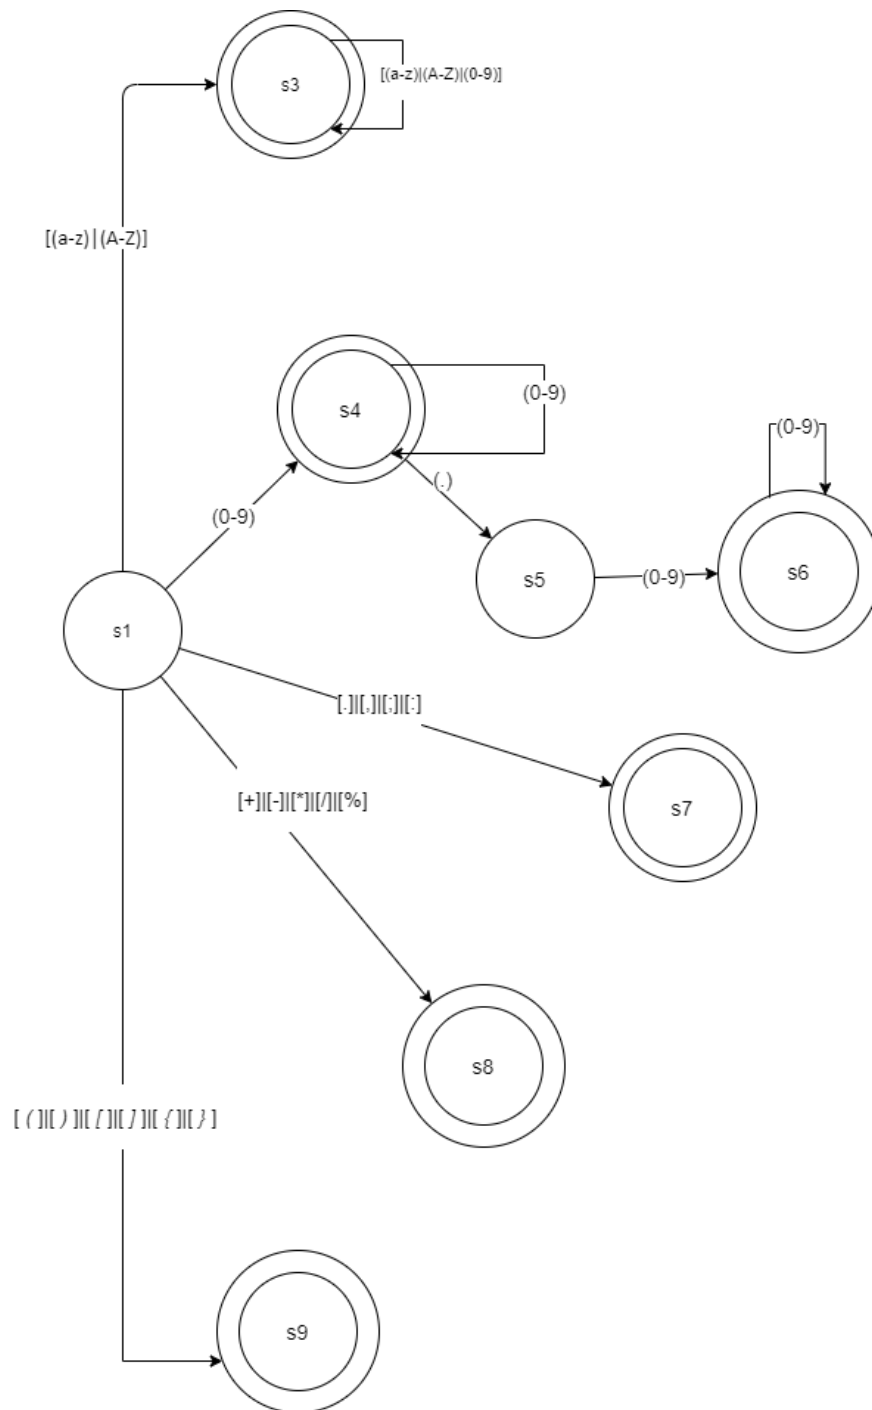 s3
[(a-z)|(A-Z)|(0-9)]
[(a-z)|(A-Z)]
s4
(0-9)
(0-9)
(.)
(0-9)
s5
(0-9)
s6
s1
[.]|[,]|[;]|[:]
[+]|[-]|[*]|[/]|[%]
s7
s8
[ ( ]|[ ) ]|[ [ ]|[ ] ]|[ { ]|[ } ]
s9